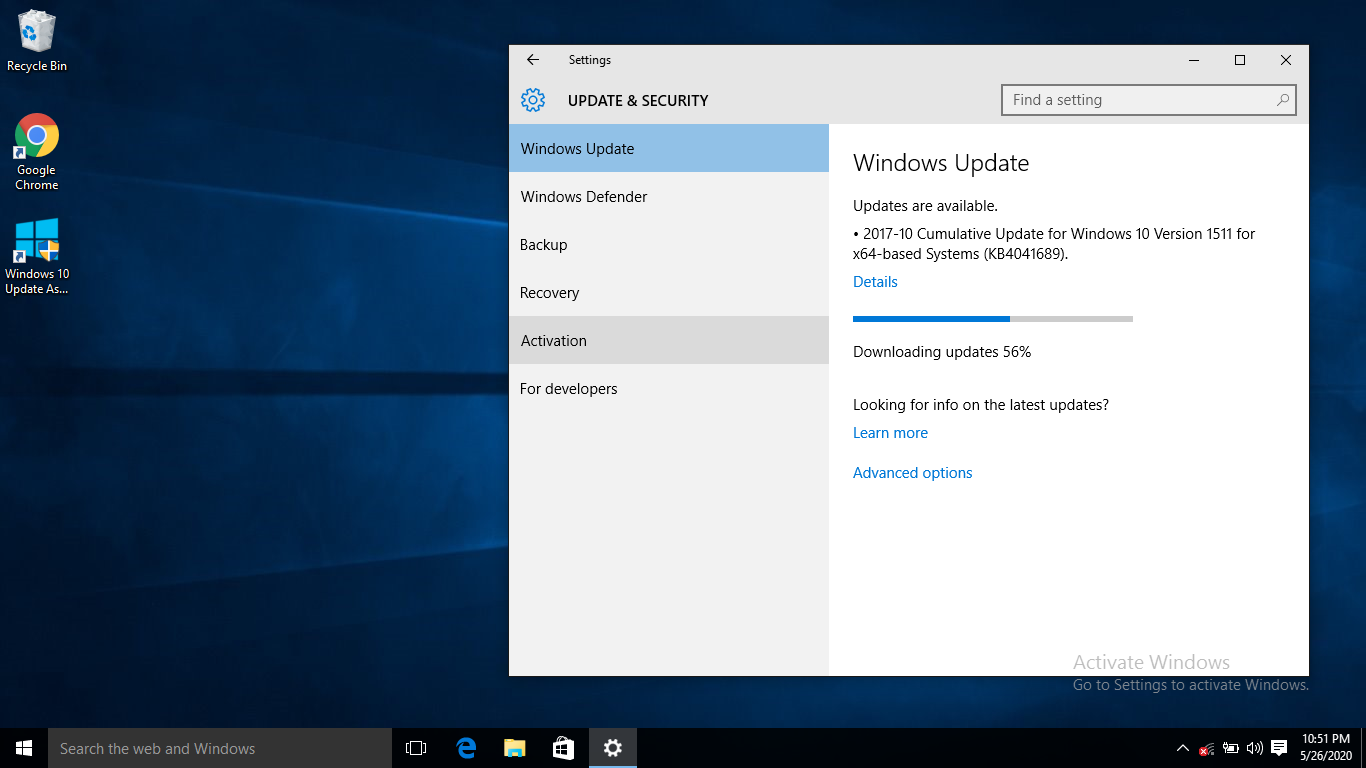 Recycle Bin
Google
Chrome
Windows 10
Update As...
Settings
UPDATE & SECURITY
Find a setting
Windows Update
Windows Defender
Backup
Recovery
Activation
For developers
Windows Update
Updates are available.
• 2017-10 Cumulative Update for Windows 10 Version 1511 for
x64-based Systems (KB4041689).
Details
Downloading updates 56%
Looking for info on the latest updates?
Learn more
Advanced options
Activate Windows
Go to Settings to activate Windows.
Search the web and Windows
10:51 PM
5/26/2020